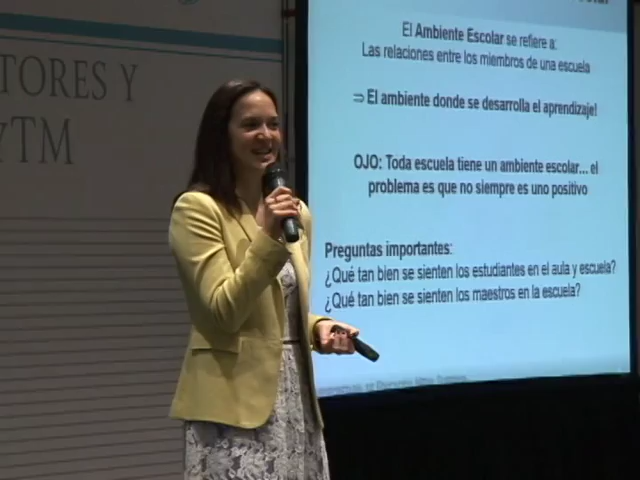 TORES Y
yTM
El Ambiente Escolar se refiere a:
Las relaciones entre los miembros de una escuela
⇒ El ambiente donde se desarrolla el aprendizaje!
OJO: Toda escuela tiene un ambiente escolar... el
problema es que no siempre es uno positivo
Preguntas importantes:
¿Qué tan bien se sienten los estudiantes en el aula y escuela?
¿Qué tan bien se sienten los maestros en la escuela?